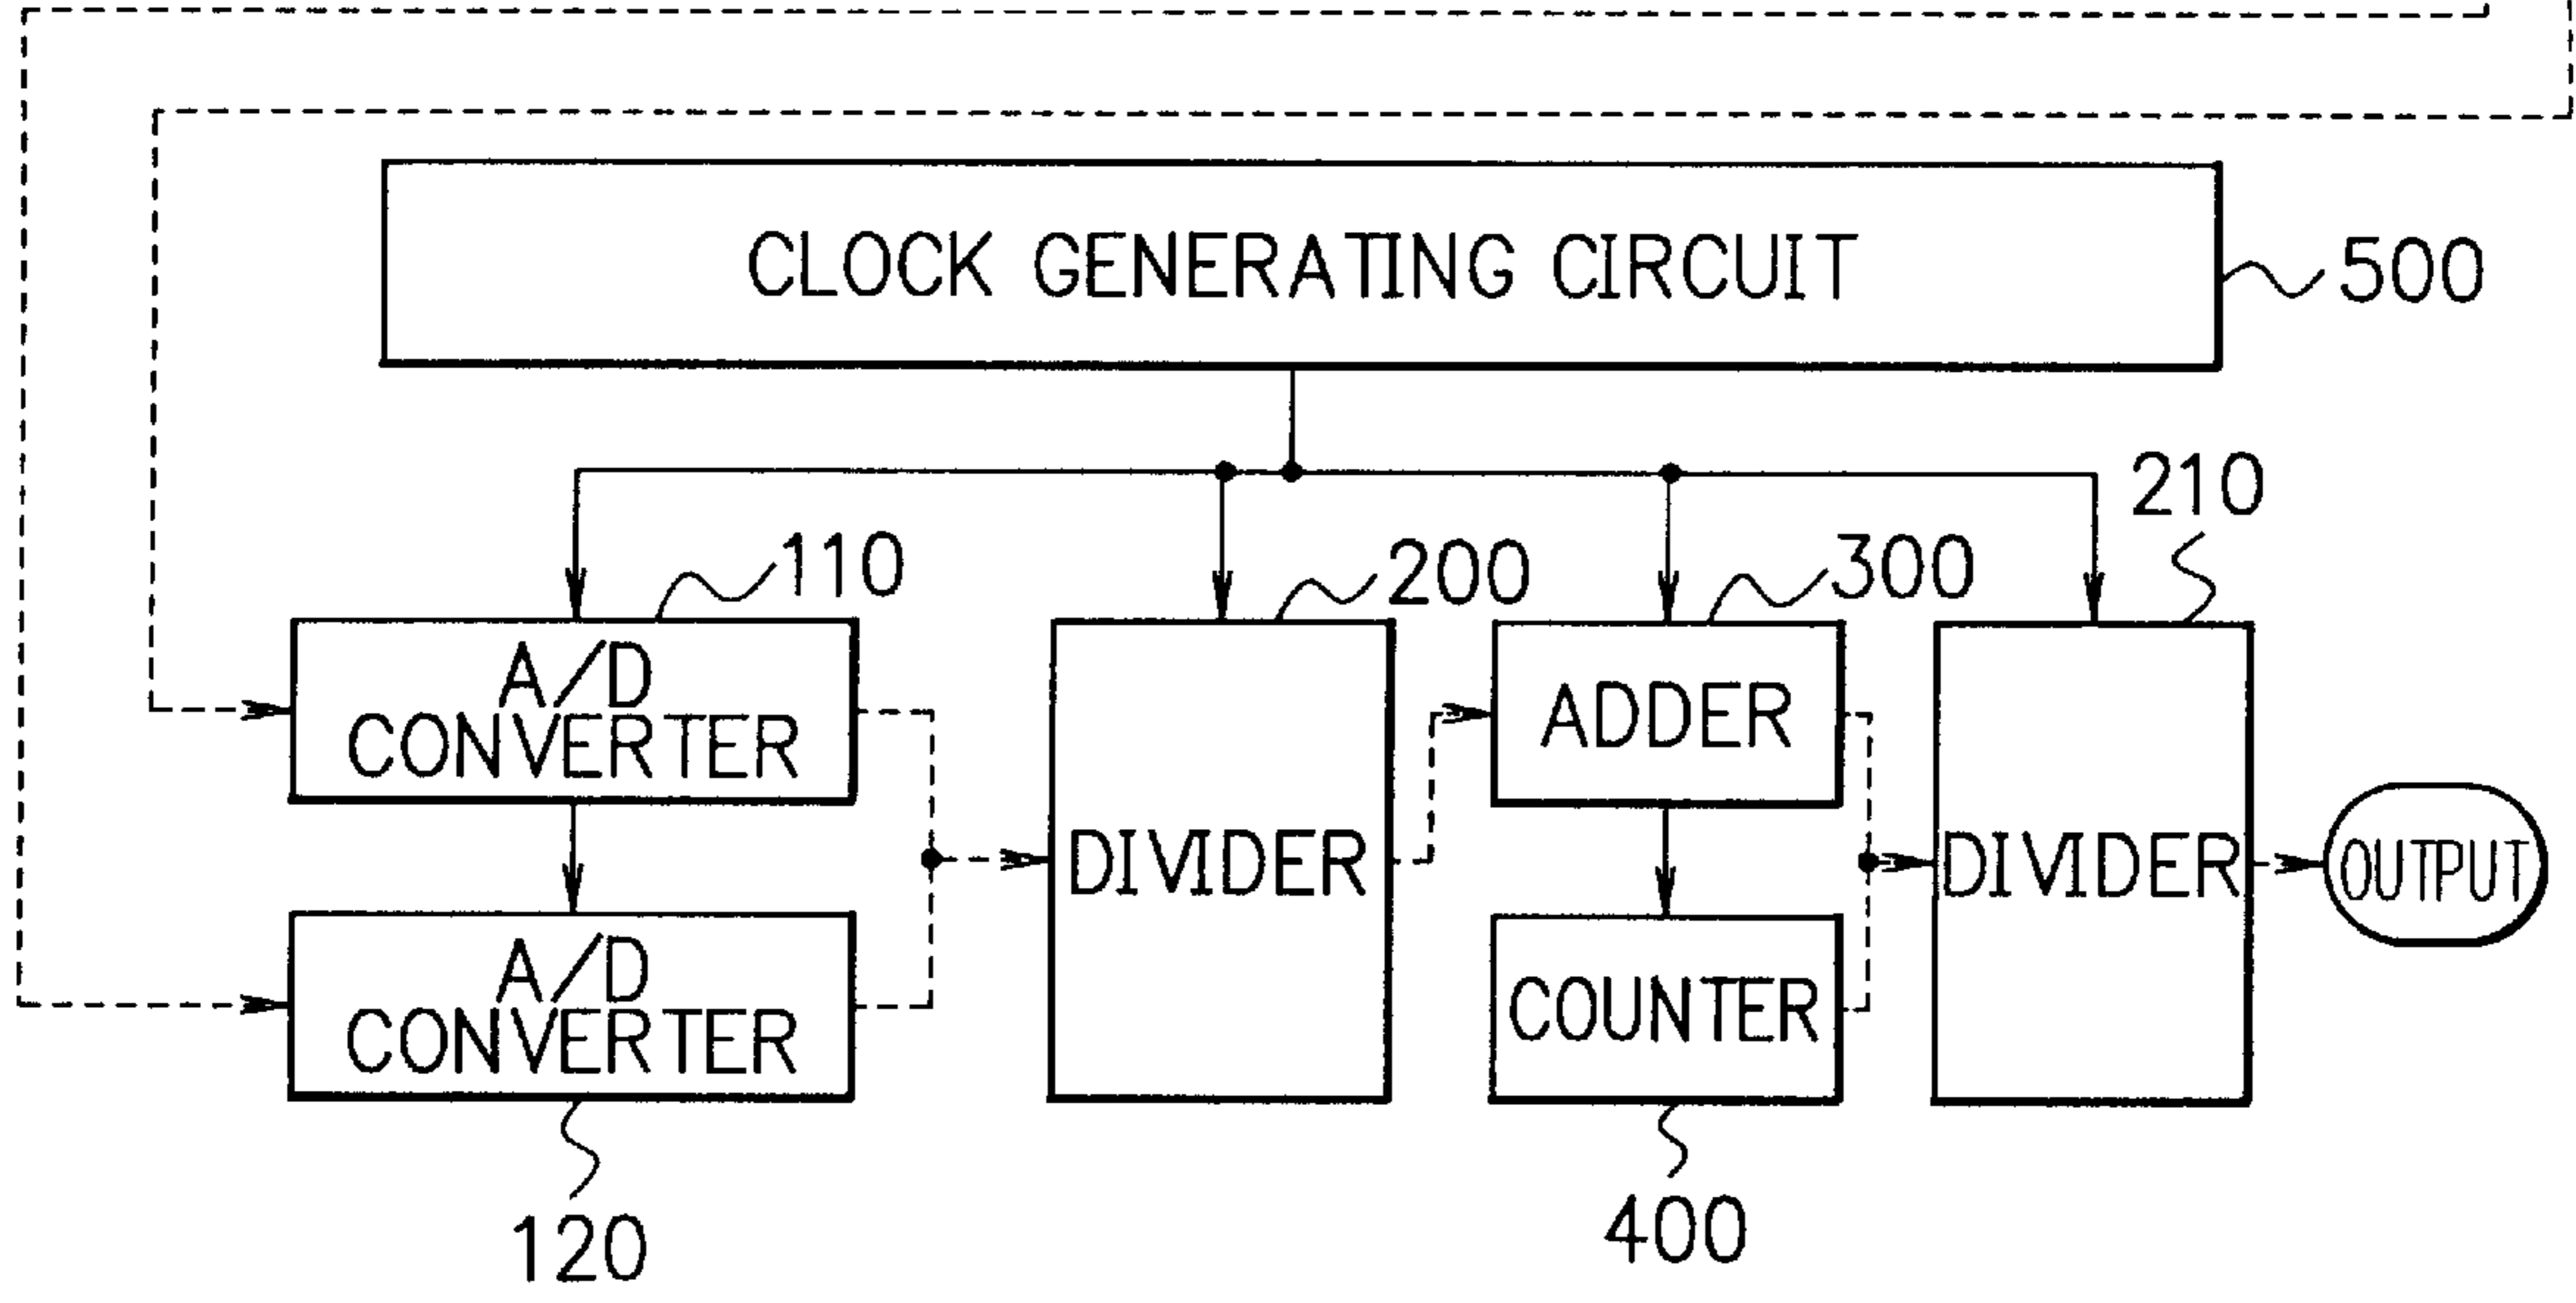 CLOCK GENERATING CIRCUIT
500
110
200
300
210
A/D
CONVERTER
DIVIDER
ADDER
DIVIDER
OUTPUT
A/D
CONVERTER
COUNTER
120
400